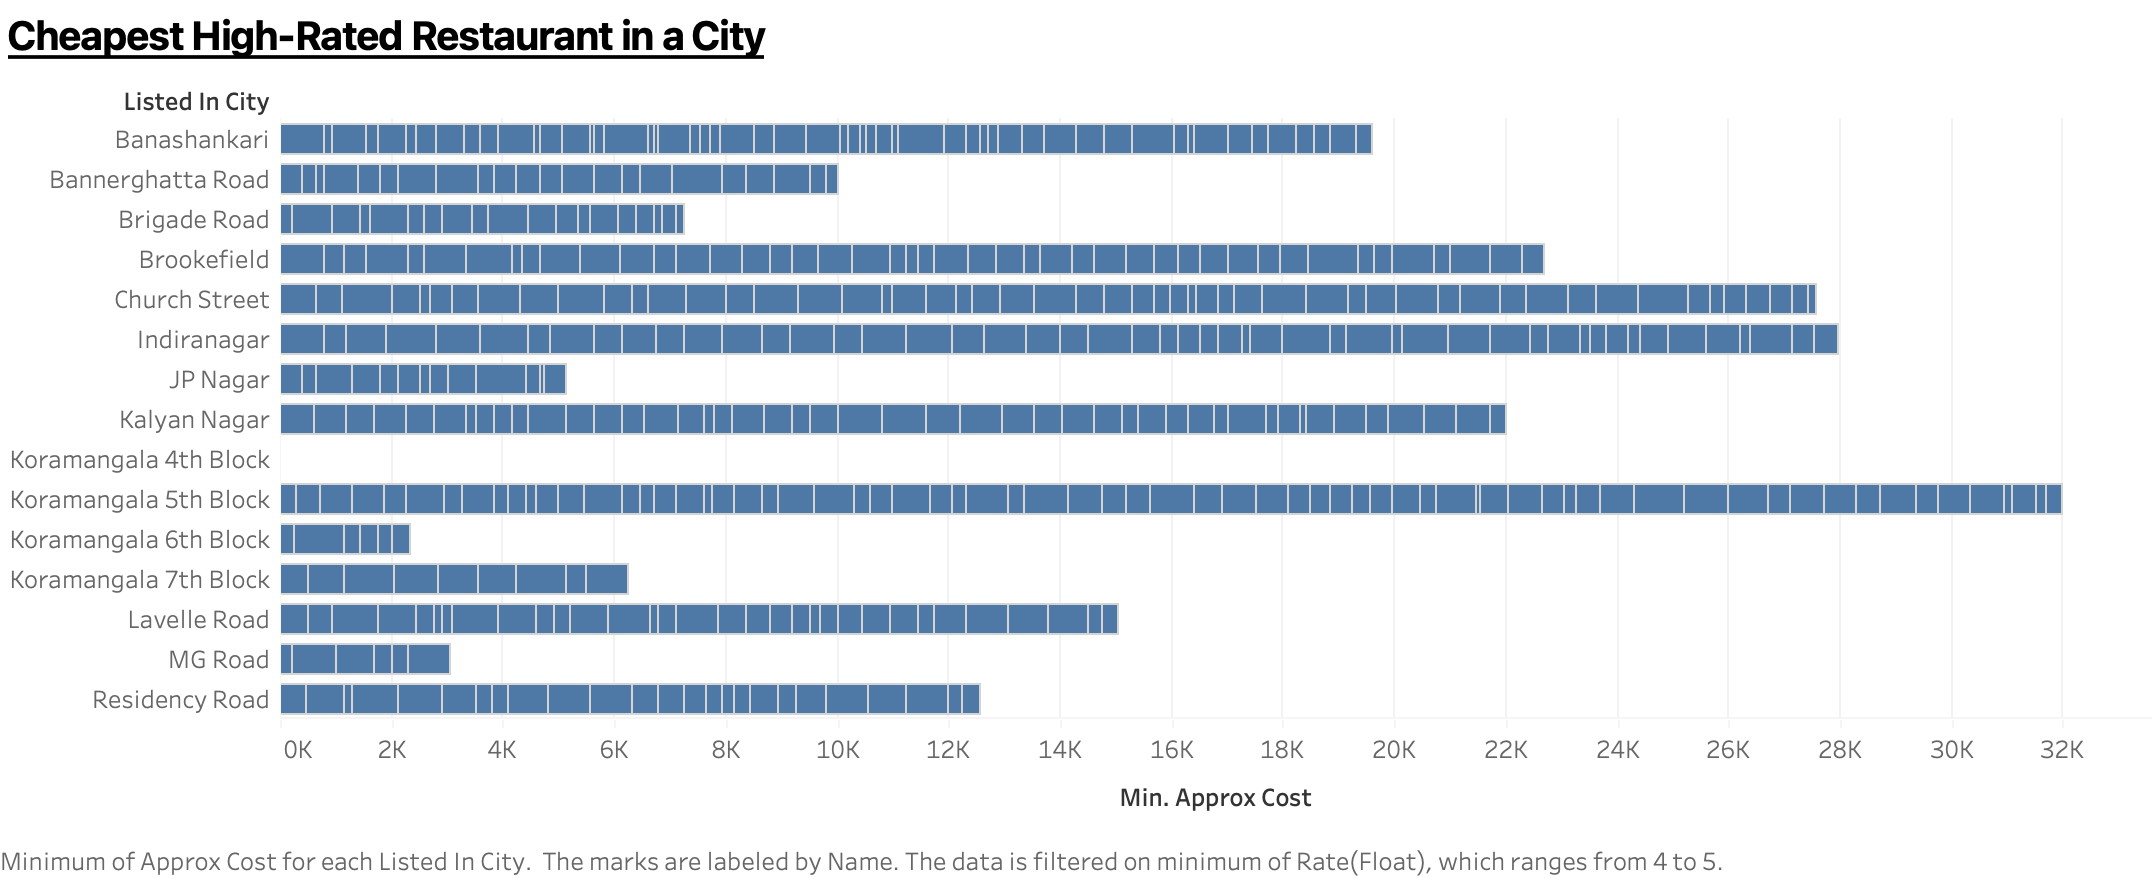 Cheapest High-Rated Restaurant in a City
Listed In City
Banashankari
Bannerghatta Road
Brigade Road
Brookefield
Church Street
Indiranagar
JP Nagar
Kalyan Nagar
Koramangala 4th Block
Koramangala 5th Block
Koramangala 6th Block
Koramangala 7th Block
Lavelle Road
MG Road
Residency Road
0K 2K 4K 6K 8K 10K 12K 14K 16K 18K 20K 22K 24K 26K 28K 30K 32K
Min. Approx Cost
Minimum of Approx Cost for each Listed In City. The marks are labeled by Name. The data is filtered on minimum of Rate(Float), which ranges from 4 to 5.